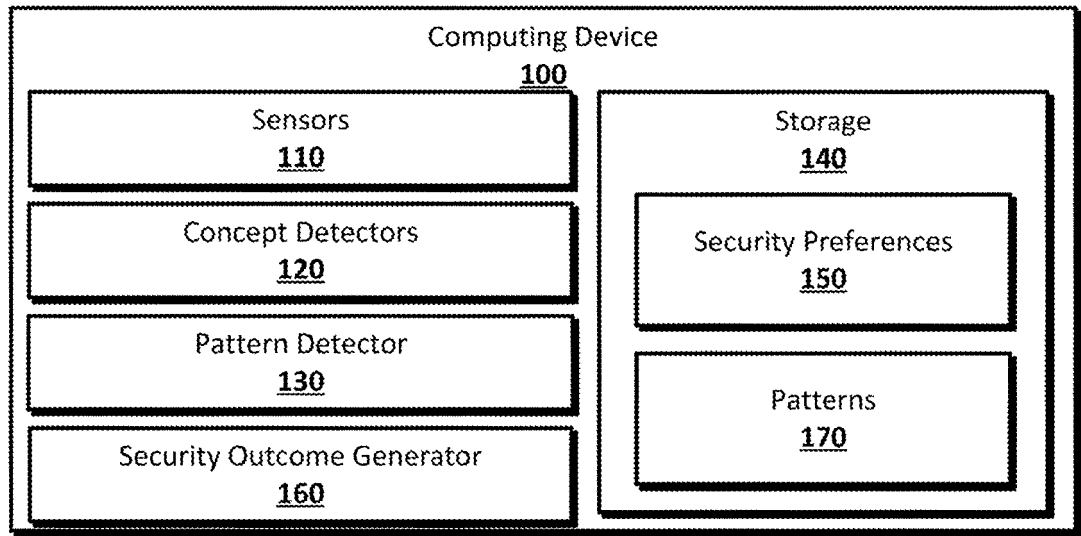 Computing Device
100
Sensors
110
Concept Detectors
120
Pattern Detector
130
Security Outcome Generator
160
Storage
140
Security Preferences
150
Patterns
170